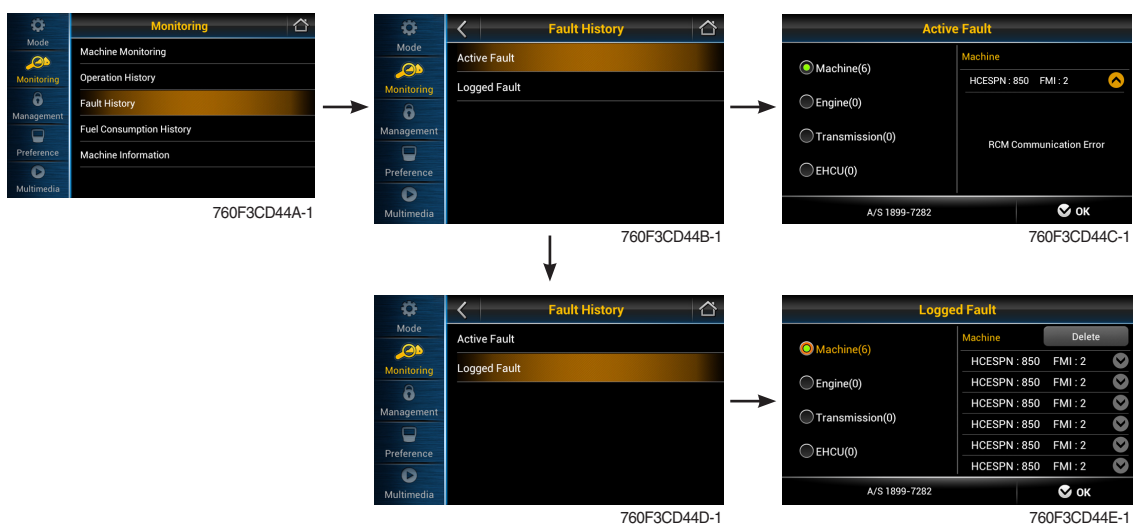 Monitoring
Mode
Monitoring
Management
Preference
Multimedia
Machine Monitoring
Operation History
Fault History
Fuel Consumption History
Machine Information
760F3CD44A-1
Fault History
Mode
Monitoring
Management
Preference
Multimedia
Active Fault
Logged Fault
760F3CD44B-1
Active Fault
Machine(6)
Engine(0)
Transmission(0)
EHCU(0)
Machine
HCESPN : 850 FMI : 2
RCM Communication Error
A/S 1899-7282
OK
760F3CD44C-1
Fault History
Mode
Monitoring
Management
Preference
Multimedia
Active Fault
Logged Fault
760F3CD44D-1
Logged Fault
Machine(6)
Engine(0)
Transmission(0)
EHCU(0)
Machine Delete
HCESPN : 850 FMI : 2
HCESPN : 850 FMI : 2
HCESPN : 850 FMI : 2
HCESPN : 850 FMI : 2
HCESPN : 850 FMI : 2
HCESPN : 850 FMI : 2
A/S 1899-7282
OK
760F3CD44E-1